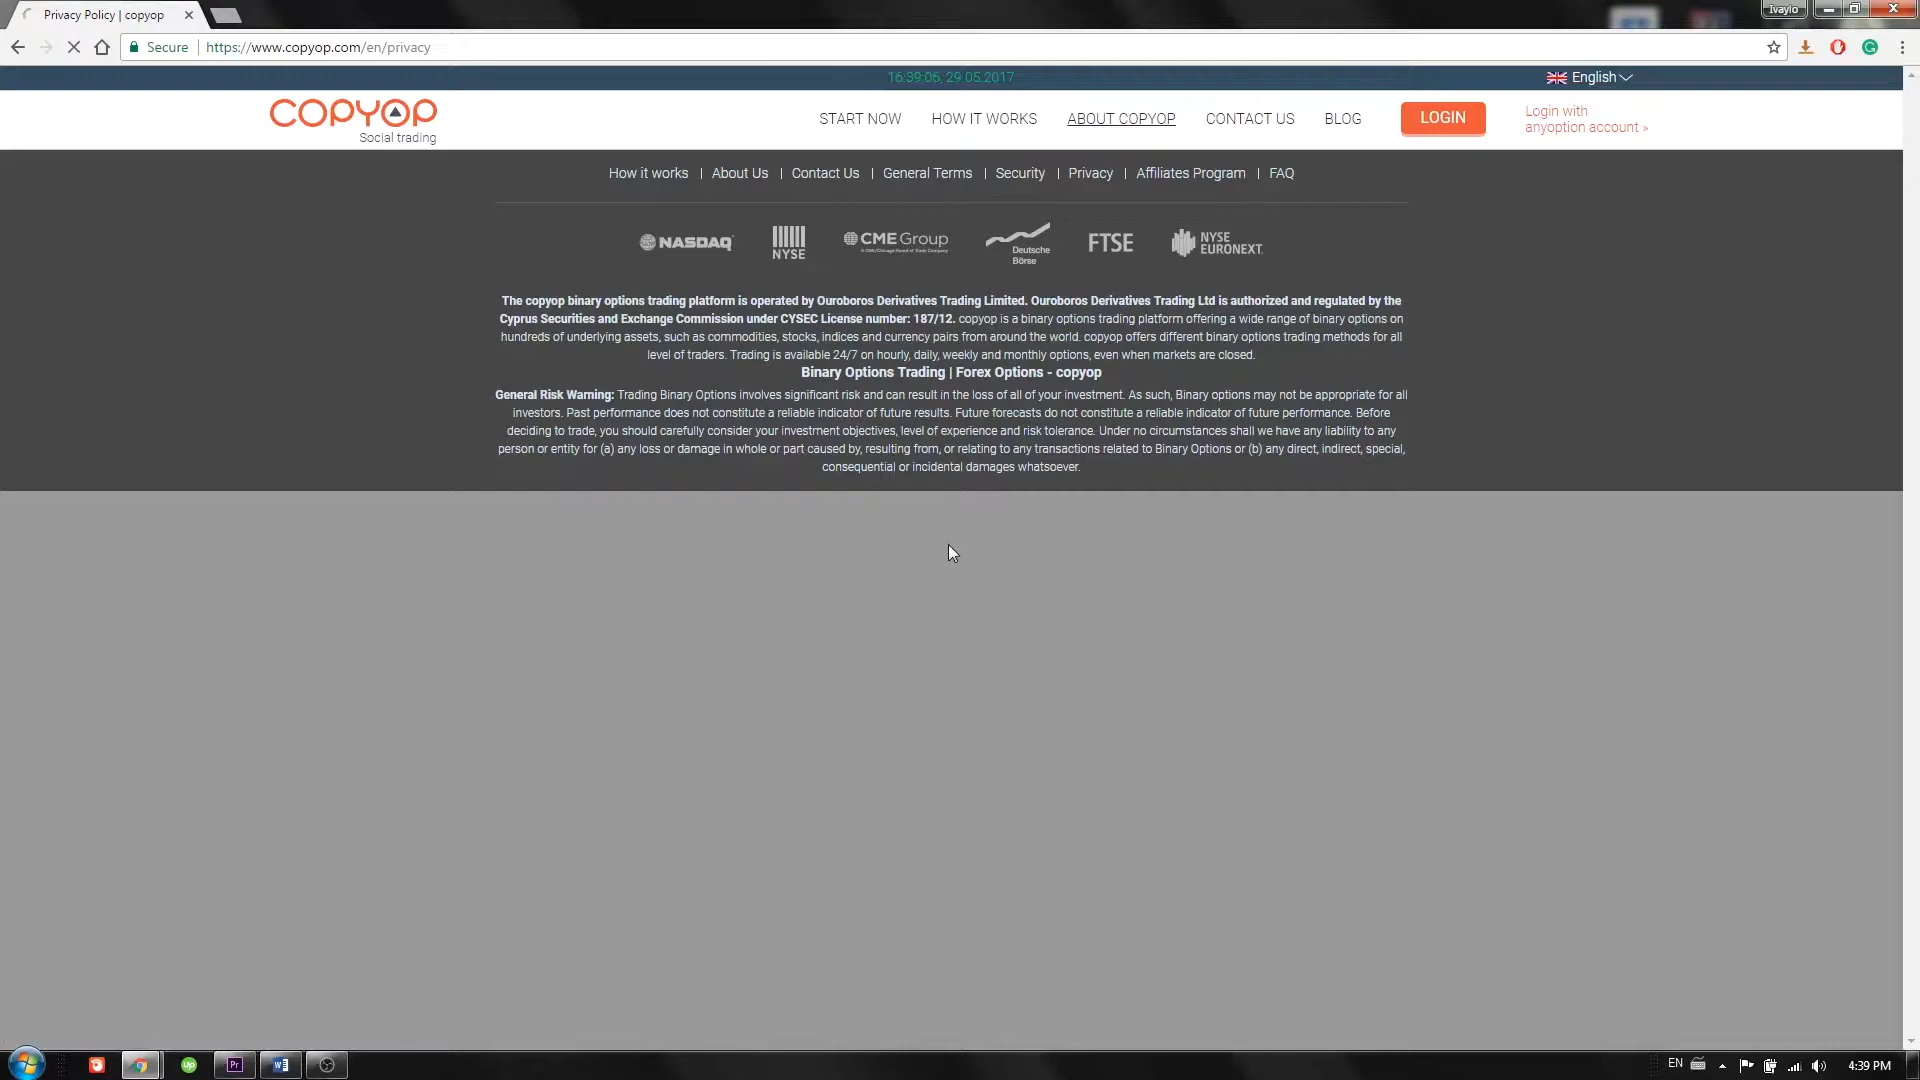 Privacy Policy | copyop
Ivaylo
Secure https://www.copyop.com/en/privacy
16:39:05, 29.05.2017
English
COPYOP
Social trading
START NOW HOW IT WORKS ABOUT COPYOP CONTACT US BLOG LOGIN
Login with
anyoption account »
How it works | About Us | Contact Us | General Terms | Security | Privacy | Affiliates Program | FAQ
NASDAQ
NYSE
CME Group
A CME/Chicago Board of Trade Company
Deutsche
Börse
FTSE
NYSE
EURONEXT.
The copyop binary options trading platform is operated by Ouroboros Derivatives Trading Limited. Ouroboros Derivatives Trading Ltd is authorized and regulated by the
Cyprus Securities and Exchange Commission under CYSEC License number: 187/12. copyop is a binary options trading platform offering a wide range of binary options on
hundreds of underlying assets, such as commodities, stocks, indices and currency pairs from around the world. copyop offers different binary options trading methods for all
level of traders. Trading is available 24/7 on hourly, daily, weekly and monthly options, even when markets are closed.
Binary Options Trading | Forex Options - copyop
General Risk Warning: Trading Binary Options involves significant risk and can result in the loss of all of your investment. As such, Binary options may not be appropriate for all
investors. Past performance does not constitute a reliable indicator of future results. Future forecasts do not constitute a reliable indicator of future performance. Before
deciding to trade, you should carefully consider your investment objectives, level of experience and risk tolerance. Under no circumstances shall we have any liability to any
person or entity for (a) any loss or damage in whole or part caused by, resulting from, or relating to any transactions related to Binary Options or (b) any direct, indirect, special,
consequential or incidental damages whatsoever.
Up
Pr
W
EN
4:39 PM